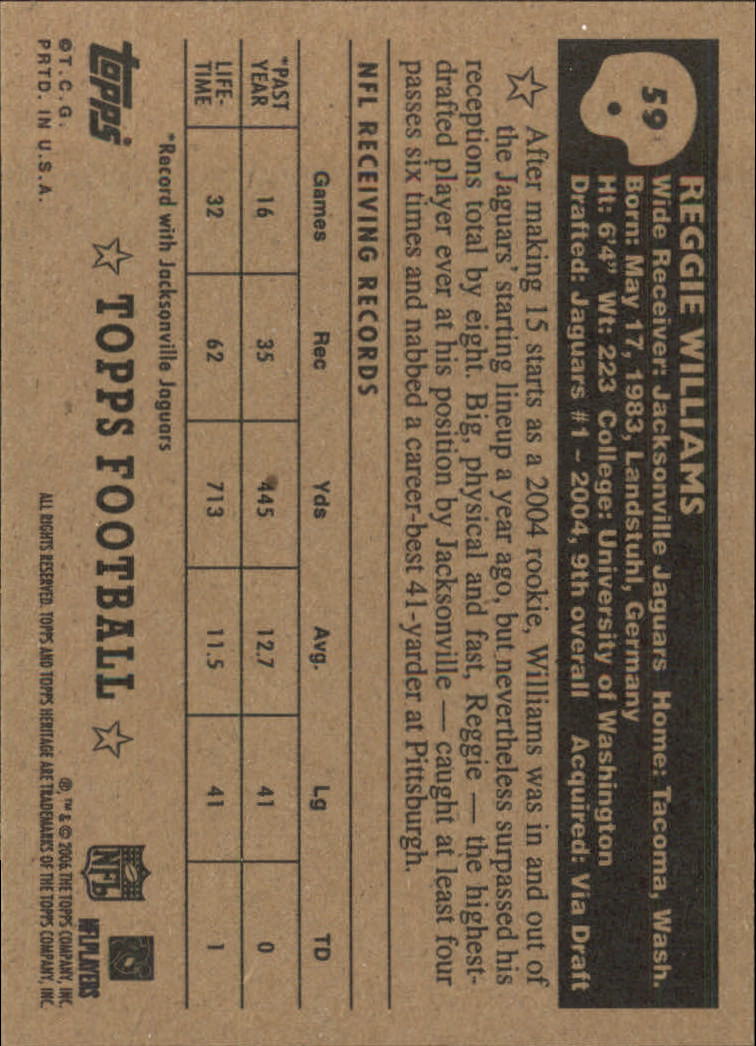 59
REGGIE WILLIAMS
Wide Receiver: Jacksonville Jaguars Home: Tacoma, Wash.
Born: May 17, 1983, Landstuhl, Germany
Ht: 6'4" Wt: 223 College: University of Washington
Drafted: Jaguars #1 – 2004, 9th overall Acquired: Via Draft
After making 15 starts as a 2004 rookie, Williams was in and out of
the Jaguars' starting lineup a year ago, but nevertheless surpassed his
receptions total by eight. Big, physical and fast, Reggie — the highest-
drafted player ever at his position by Jacksonville — caught at least four
passes six times and nabbed a career-best 41-yarder at Pittsburgh.
NFL RECEIVING RECORDS
Games Rec Yds Avg. Lg TD
*PAST YEAR 16 35 445 12.7 41 0
LIFE-TIME 32 62 713 11.5 41 1
*Record with Jacksonville Jaguars
topps
©T.C.G.
PRTD. IN U.S.A.
TOPPS FOOTBALL
NFL
NFL PLAYERS
®, ™ & © 2006 THE TOPPS COMPANY, INC.
ALL RIGHTS RESERVED. TOPPS AND TOPPS HERITAGE ARE TRADEMARKS OF THE TOPPS COMPANY, INC.